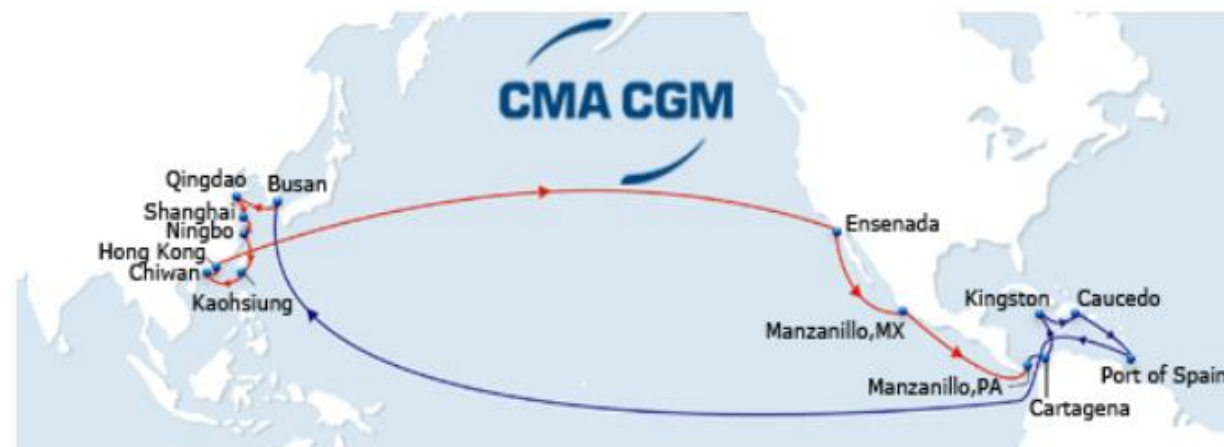 CMA CGM
Qingdao
Busan
Shanghai
Ningbo
Hong Kong
Chiwan
Kaohsiung
Ensenada
Manzanillo,MX
Kingston
Caucedo
Manzanillo,PA
Port of Spain
Cartagena